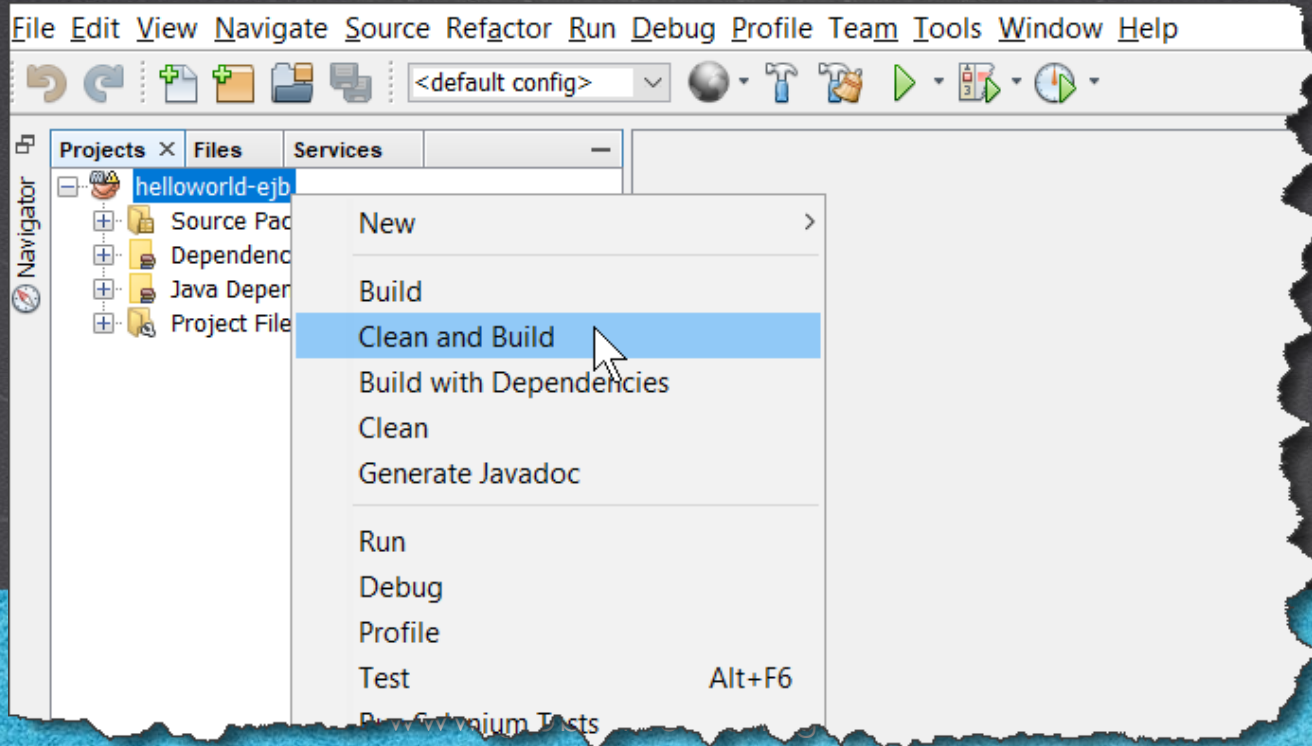 File Edit View Navigate Source Refactor Run Debug Profile Team Tools Window Help
<default config>
Projects Files Services
Navigator
helloworld-ejb
Source Pac
Dependenc
Java Deper
Project File
New
Build
Clean and Build
Build with Dependencies
Clean
Generate Javadoc
Run
Debug
Profile
Test Alt+F6
Tests